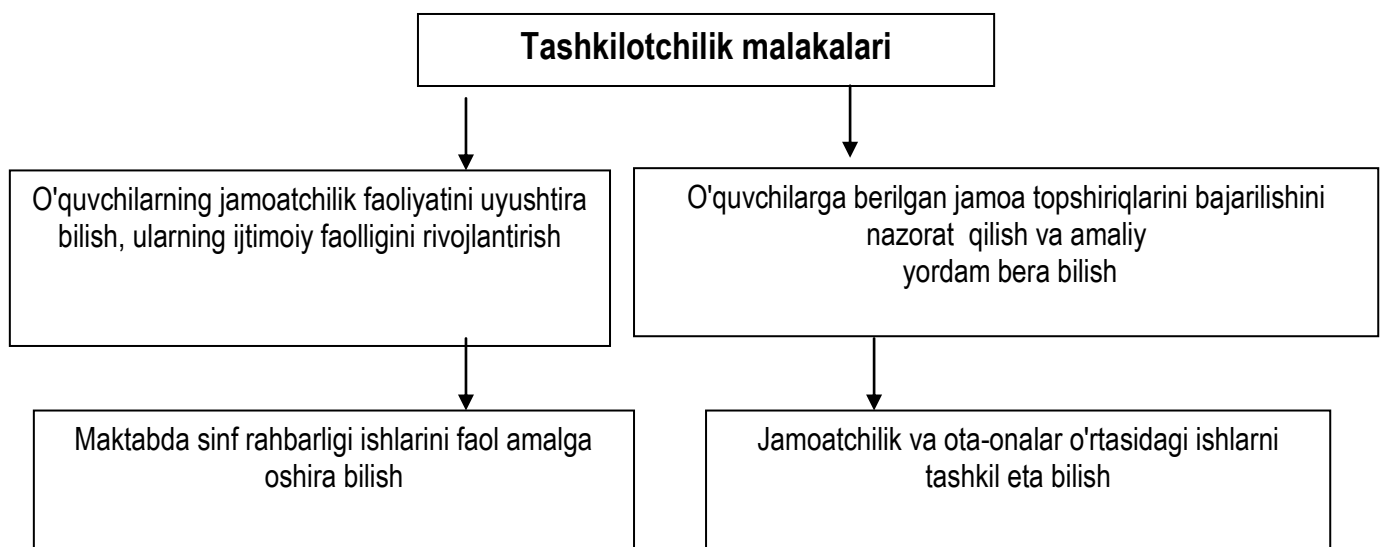 Tashkilotchilik malakalari
O'quvchilarning jamoatchilik faoliyatini uyushtira
bilish, ularning ijtimoiy faolligini rivojlantirish
O'quvchilarga berilgan jamoa topshiriqlarini bajarilishini
nazorat qilish va amaliy
yordam bera bilish
Maktabda sinf rahbarligi ishlarini faol amalga
oshira bilish
Jamoatchilik va ota-onalar o'rtasidagi ishlarni
tashkil eta bilish